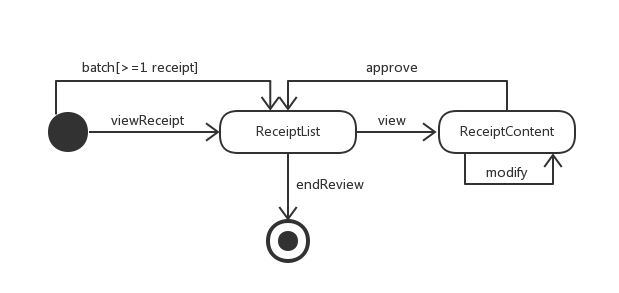 batch[>=1 receipt]
approve
viewReceipt
ReceiptList
view
ReceiptContent
modify
endReview